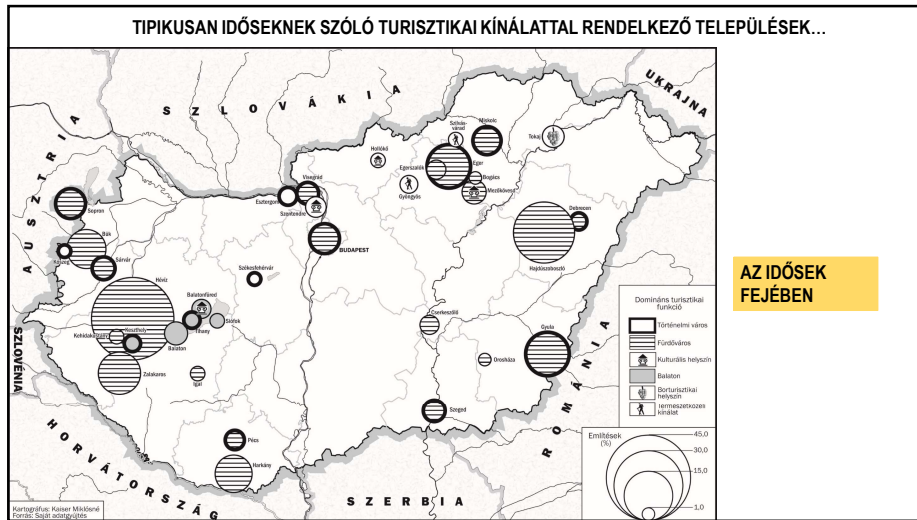 TIPIKUSAN IDŐSEKNEK SZÓLÓ TURISZTIKAI KÍNÁLATTAL RENDELKEZŐ TELEPÜLÉSEK…
SZLOVÁKIA
UKRAJNA
AUSZTRIA
SZLOVÉNIA
HORVÁTORSZÁG
SZERBIA
ROMÁNIA
Miskolc
Szilvás-
várad
Tokaj
Hollókő
Egerszalók
Eger
Bogács
Gyöngyös
Mezőkövesd
Visegrád
Esztergom
Szentendre
Sopron
Debrecen
Bük
BUDAPEST
Kőszeg
Sárvár
Hajdúszoboszló
Székesfehérvár
Hévíz
Balatonfüred
Tihany
Siófok
Cserkeszőlő
Keszthely
Kehidakustyány
Balaton
Gyula
Orosháza
Zalakaros
Igal
Szeged
Pécs
Harkány
AZ IDŐSEK
FEJÉBEN
Domináns turisztikai
funkció
Történelmi város
Fürdőváros
Kulturális helyszín
Balaton
Borturisztikai
helyszín
Természetközeli
kínálat
Említések
(%)
45,0
30,0
15,0
1,0
Kartográfus: Kaiser Miklósné
Forrás: Saját adatgyűjtés